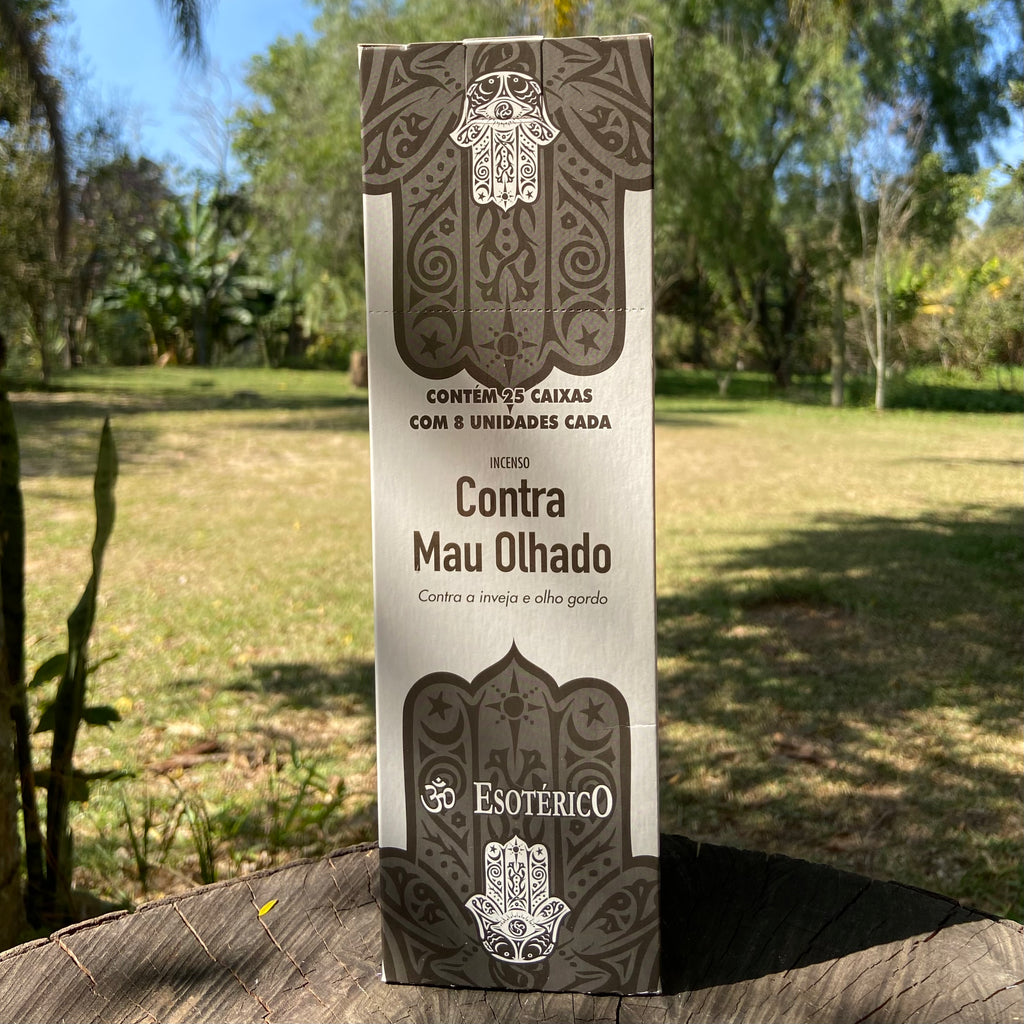 CONTÉM 25 CAIXAS
COM 8 UNIDADES CADA
INCENSO
Contra
Mau Olhado
Contra a inveja e olho gordo
ॐ ESOTÉRICO